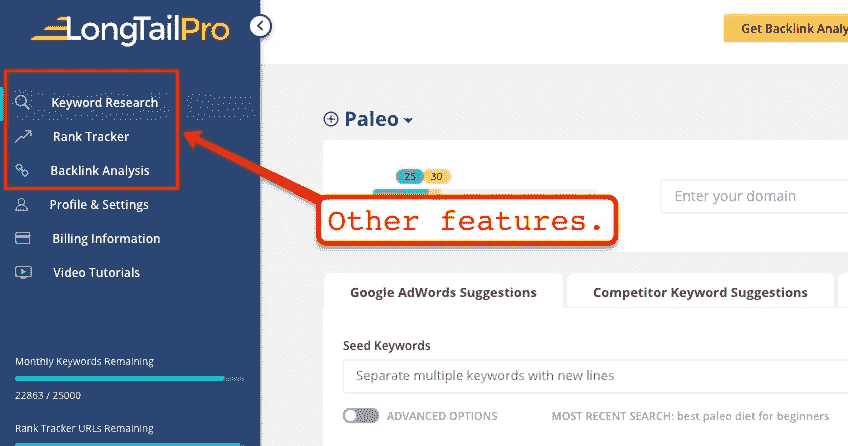 LongTailPro
Get Backlink Analy
Keyword Research
Rank Tracker
Backlink Analysis
Profile & Settings
Billing Information
Video Tutorials
Monthly Keywords Remaining
22863 / 25000
Rank Tracker URLs Remaining
Paleo
25 30
Enter your domain
Other features.
Google AdWords Suggestions
Competitor Keyword Suggestions
Seed Keywords
Separate multiple keywords with new lines
ADVANCED OPTIONS
MOST RECENT SEARCH: best paleo diet for beginners